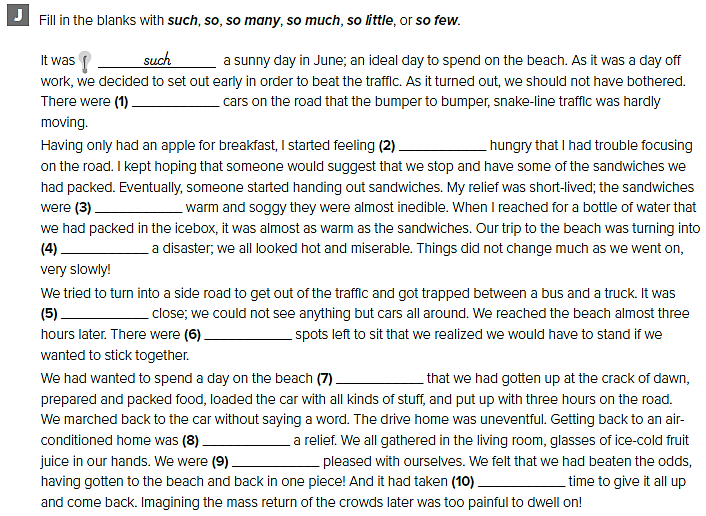 J Fill in the blanks with such, so, so many, so much, so little, or so few.
It was such a sunny day in June; an ideal day to spend on the beach. As it was a day off
work, we decided to set out early in order to beat the traffic. As it turned out, we should not have bothered.
There were (1) ______________ cars on the road that the bumper to bumper, snake-line traffic was hardly
moving.
Having only had an apple for breakfast, I started feeling (2) ______________ hungry that I had trouble focusing
on the road. I kept hoping that someone would suggest that we stop and have some of the sandwiches we
had packed. Eventually, someone started handing out sandwiches. My relief was short-lived; the sandwiches
were (3) ______________ warm and soggy they were almost inedible. When I reached for a bottle of water that
we had packed in the icebox, it was almost as warm as the sandwiches. Our trip to the beach was turning into
(4) ______________ a disaster; we all looked hot and miserable. Things did not change much as we went on,
very slowly!
We tried to turn into a side road to get out of the traffic and got trapped between a bus and a truck. It was
(5) ______________ close; we could not see anything but cars all around. We reached the beach almost three
hours later. There were (6) ______________ spots left to sit that we realized we would have to stand if we
wanted to stick together.
We had wanted to spend a day on the beach (7) ______________ that we had gotten up at the crack of dawn,
prepared and packed food, loaded the car with all kinds of stuff, and put up with three hours on the road.
We marched back to the car without saying a word. The drive home was uneventful. Getting back to an air-
conditioned home was (8) ______________ a relief. We all gathered in the living room, glasses of ice-cold fruit
juice in our hands. We were (9) ______________ pleased with ourselves. We felt that we had beaten the odds,
having gotten to the beach and back in one piece! And it had taken (10) ______________ time to give it all up
and come back. Imagining the mass return of the crowds later was too painful to dwell on!